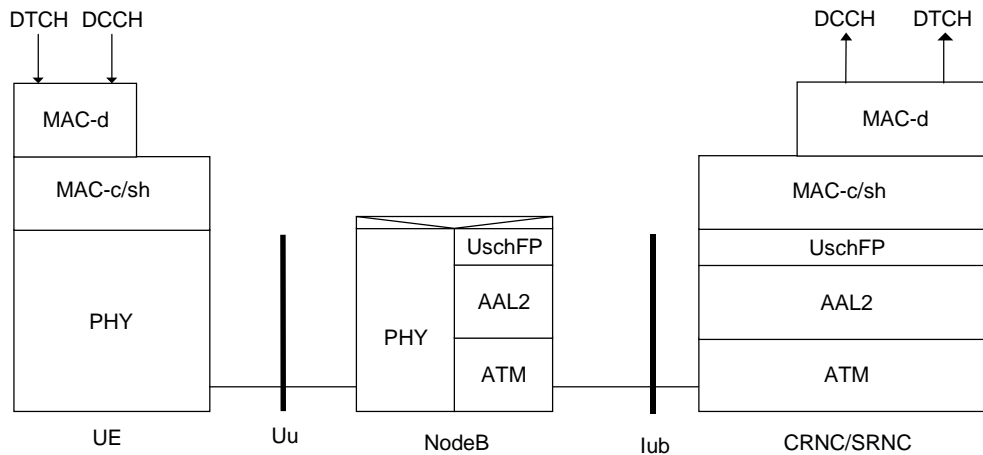 DTCH DCCH
DCCH DTCH
MAC-d
MAC-d
MAC-c/sh
MAC-c/sh
UschFP
UschFP
PHY
AAL2
AAL2
PHY
ATM
ATM
UE
Uu
NodeB
Iub
CRNC/SRNC